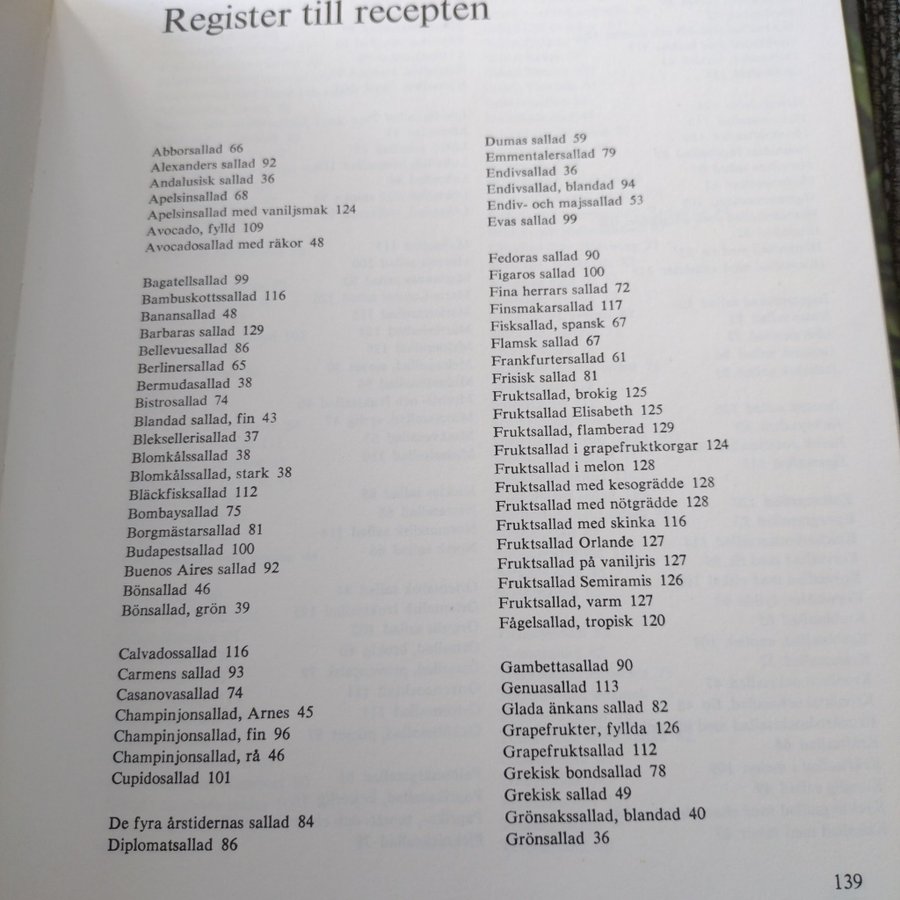 Register till recepten
Abborsallad 66
Alexanders sallad 92
Andalusisk sallad 36
Apelsinsallad 68
Apelsinsallad med vaniljsmak 124
Avocado, fylld 109
Avocadosallad med räkor 48
Bagatellsallad 99
Bambuskottssallad 116
Banansallad 48
Barbaras sallad 129
Bellevuesallad 86
Berlinersallad 65
Bermudasallad 38
Bistrosallad 74
Blandad sallad, fin 43
Bleksellerisallad 37
Blomkålssallad 38
Blomkålssallad, stark 38
Bläckfisksallad 112
Bombaysallad 75
Borgmästarsallad 81
Budapestsallad 100
Buenos Aires sallad 92
Bönsallad 46
Bönsallad, grön 39
Calvadossallad 116
Carmens sallad 93
Casanovasallad 74
Champinjonsallad, Arnes 45
Champinjonsallad, fin 96
Champinjonsallad, rå 46
Cupidosallad 101
De fyra årstidernas sallad 84
Diplomatsallad 86
Dumas sallad 59
Emmentalersallad 79
Endivsallad 36
Endivsallad, blandad 94
Endiv- och majssallad 53
Evas sallad 99
Fedoras sallad 90
Figaros sallad 100
Fina herrars sallad 72
Finsmakarsallad 117
Fisksallad, spansk 67
Flamsk sallad 67
Frankfurtersallad 61
Frisisk sallad 81
Fruktsallad, brokig 125
Fruktsallad Elisabeth 125
Fruktsallad, flamberad 129
Fruktsallad i grapefruktkorgar 124
Fruktsallad i melon 128
Fruktsallad med kesogrädde 128
Fruktsallad med nötgrädde 128
Fruktsallad med skinka 116
Fruktsallad Orlande 127
Fruktsallad på vaniljris 127
Fruktsallad Semiramis 126
Fruktsallad, varm 127
Fågelsallad, tropisk 120
Gambettasallad 90
Genuasallad 113
Glada änkans sallad 82
Grapefrukter, fyllda 126
Grapefruktsallad 112
Grekisk bondsallad 78
Grekisk sallad 49
Grönsakssallad, blandad 40
Grönsallad 36
139